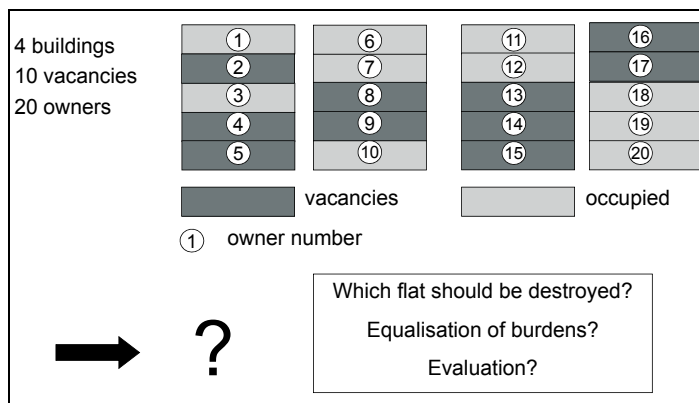 4 buildings
10 vacancies
20 owners
1
2
3
4
5
6
7
8
9
10
11
12
13
14
15
16
17
18
19
20
vacancies
occupied
1 owner number
?
Which flat should be destroyed?
Equalisation of burdens?
Evaluation?